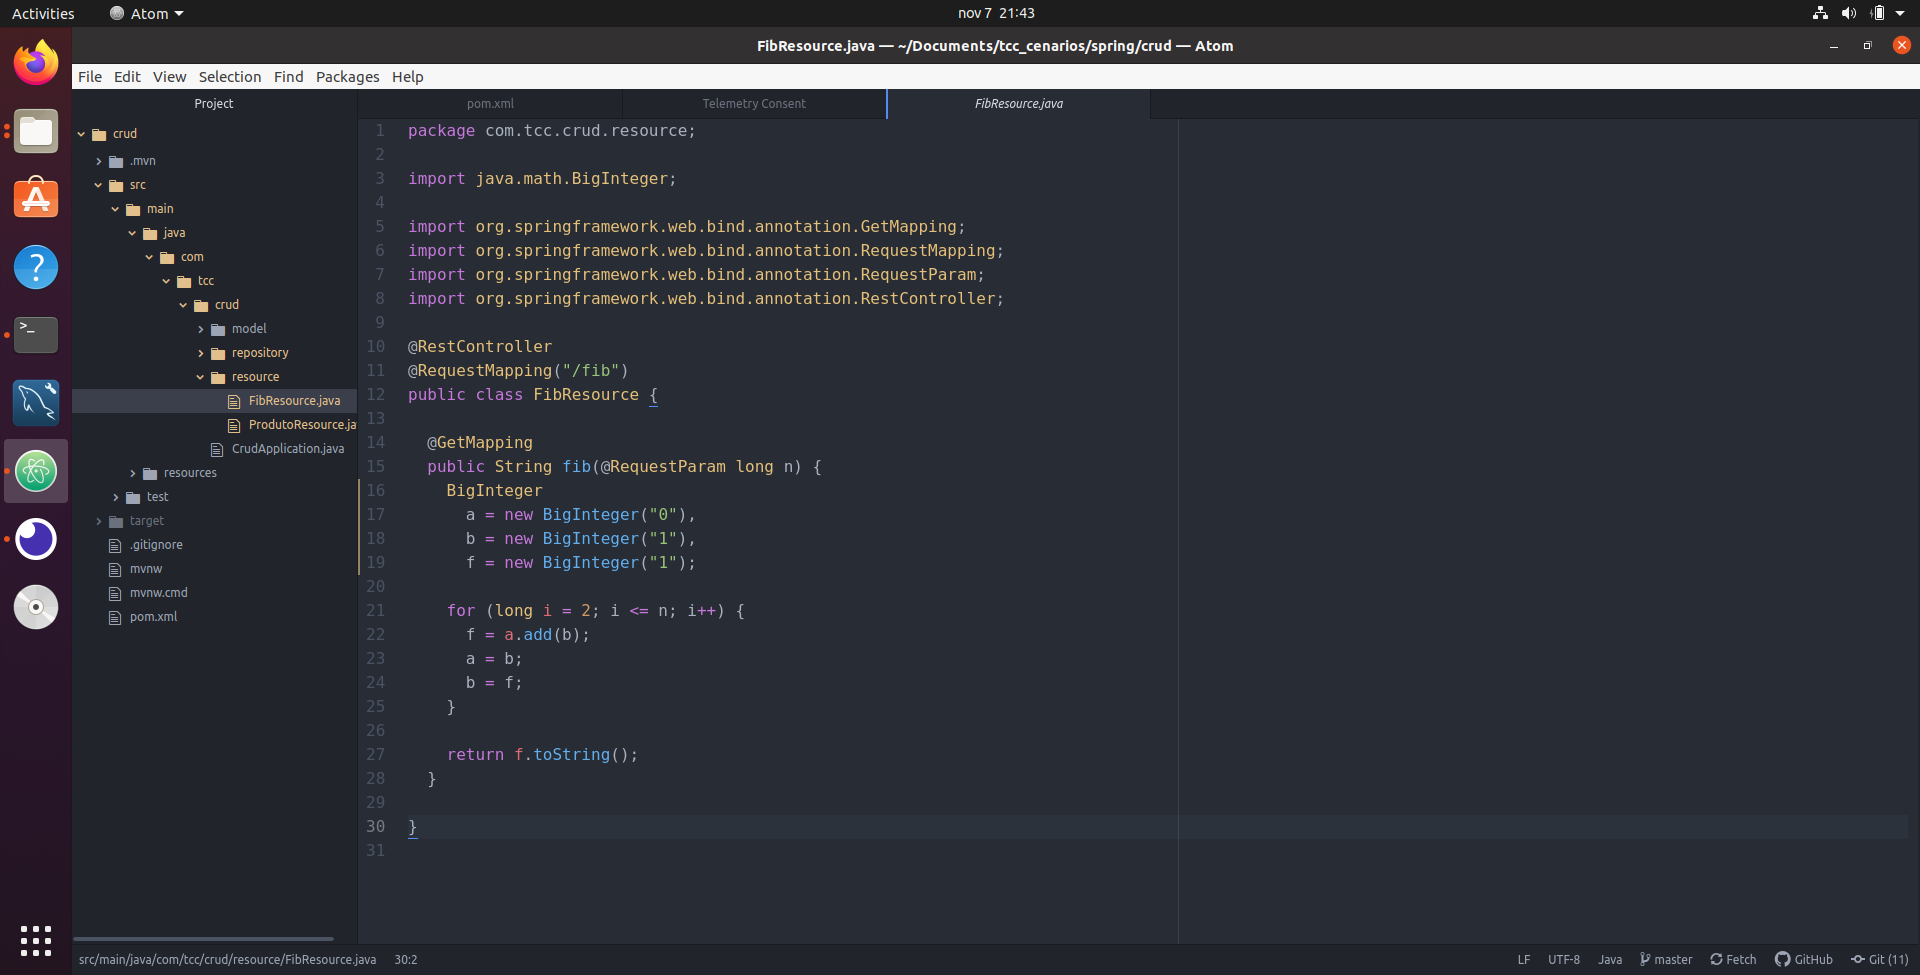 Activities Atom nov 7 21:43
FibResource.java — ~/Documents/tcc_cenarios/spring/crud — Atom
File Edit View Selection Find Packages Help
Project
crud
.mvn
src
main
java
com
tcc
crud
model
repository
resource
FibResource.java
ProdutoResource.ja
CrudApplication.java
resources
test
target
.gitignore
mvnw
mvnw.cmd
pom.xml
pom.xml Telemetry Consent FibResource.java
1 package com.tcc.crud.resource;
2
3 import java.math.BigInteger;
4
5 import org.springframework.web.bind.annotation.GetMapping;
6 import org.springframework.web.bind.annotation.RequestMapping;
7 import org.springframework.web.bind.annotation.RequestParam;
8 import org.springframework.web.bind.annotation.RestController;
9
10 @RestController
11 @RequestMapping("/fib")
12 public class FibResource {
13
14   @GetMapping
15   public String fib(@RequestParam long n) {
16     BigInteger
17       a = new BigInteger("0"),
18       b = new BigInteger("1"),
19       f = new BigInteger("1");
20
21     for (long i = 2; i <= n; i++) {
22       f = a.add(b);
23       a = b;
24       b = f;
25     }
26
27     return f.toString();
28   }
29
30 }
31
src/main/java/com/tcc/crud/resource/FibResource.java 30:2 LF UTF-8 Java master Fetch GitHub Git (11)